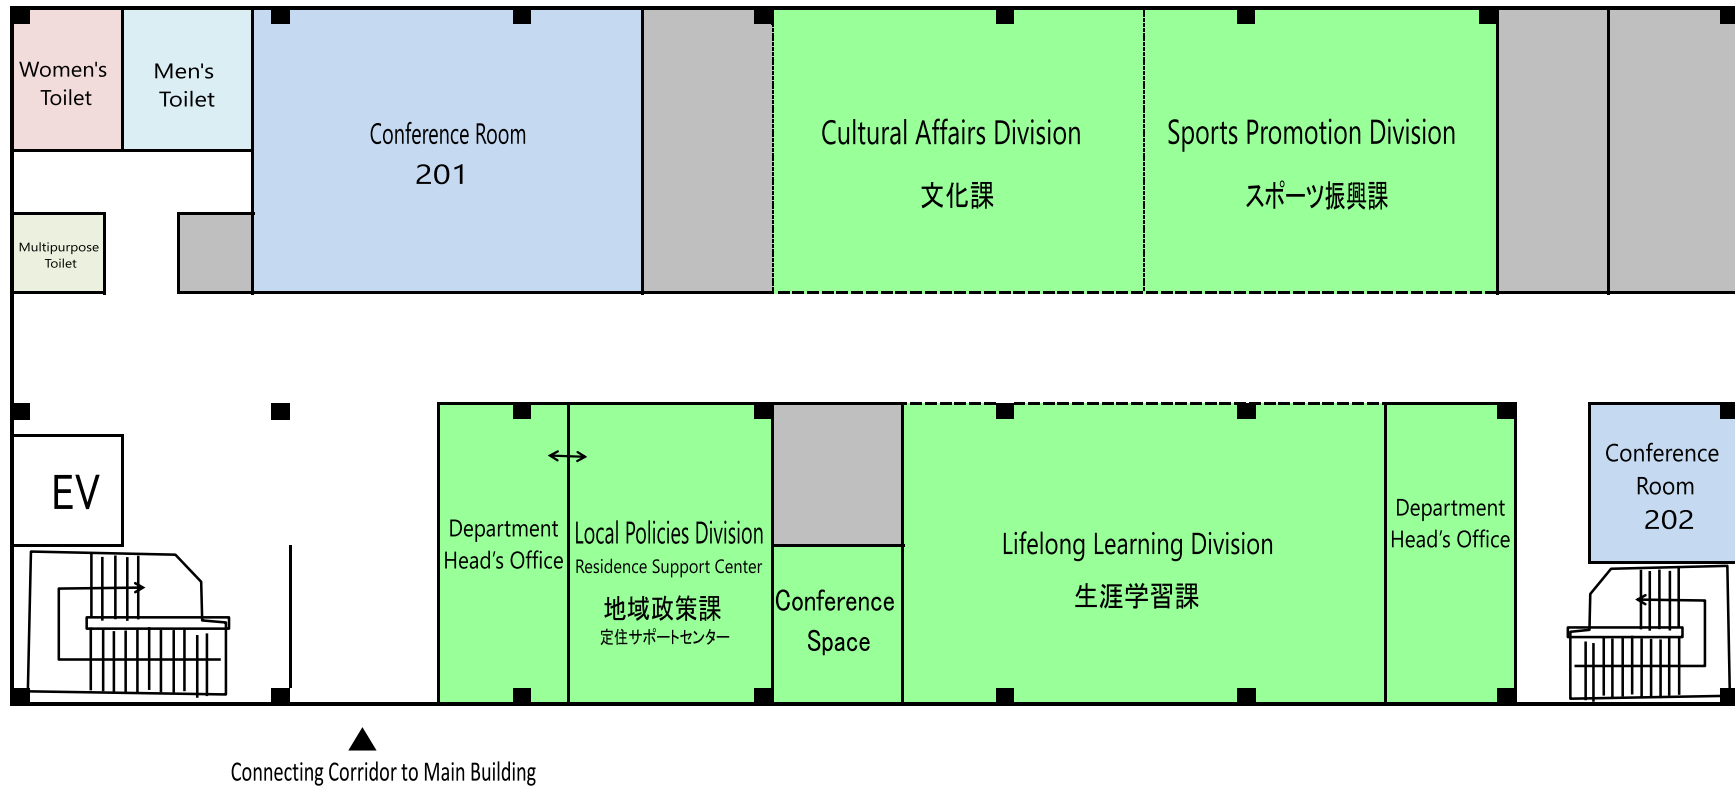 Women's
Toilet
Men's
Toilet
Conference Room
201
Cultural Affairs Division
文化課
Sports Promotion Division
スポーツ振興課
Multipurpose
Toilet
EV
Department
Head's Office
Local Policies Division
Residence Support Center
地域政策課
定住サポートセンター
Conference
Space
Lifelong Learning Division
生涯学習課
Department
Head's Office
Conference
Room
202
Connecting Corridor to Main Building